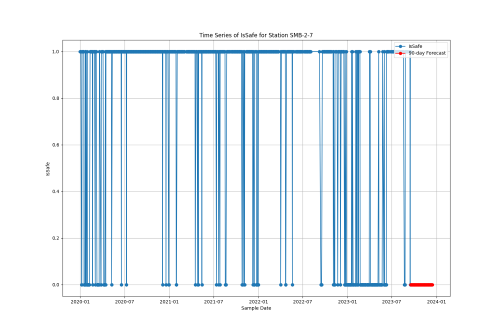 Time Series of IsSafe for Station SMB-2-7
IsSafe
90-day Forecast
1.0
0.8
0.6
0.4
0.2
0.0
IsSafe
2020-01 2020-07 2021-01 2021-07 2022-01 2022-07 2023-01 2023-07 2024-01
Sample Date